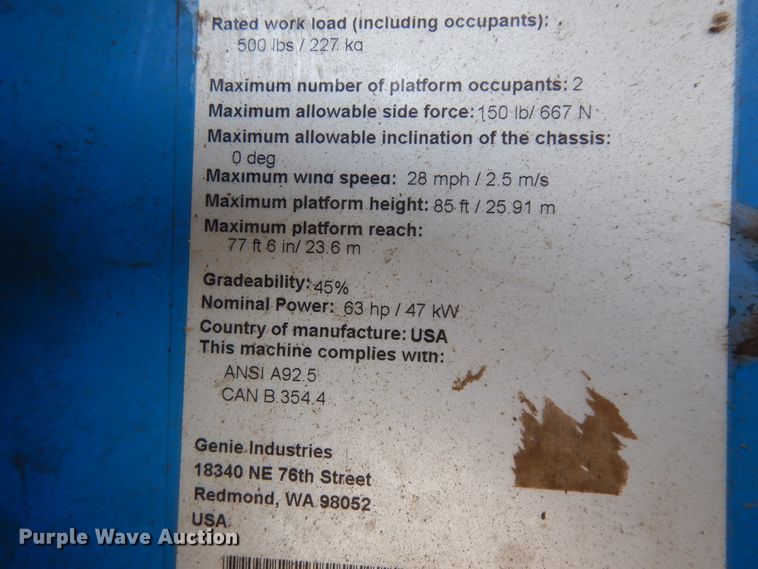 Rated work load (including occupants):
500 lbs / 227 kg
Maximum number of platform occupants: 2
Maximum allowable side force: 150 lb/ 667 N
Maximum allowable inclination of the chassis:
0 deg
Maximum wind speed: 28 mph / 2.5 m/s
Maximum platform height: 85 ft / 25.91 m
Maximum platform reach:
77 ft 6 in/ 23.6 m
Gradeability: 45%
Nominal Power: 63 hp / 47 kW
Country of manufacture: USA
This machine complies with:
ANSI A92.5
CAN B.354.4
Genie Industries
18340 NE 76th Street
Redmond, WA 98052
USA
Purple Wave Auction